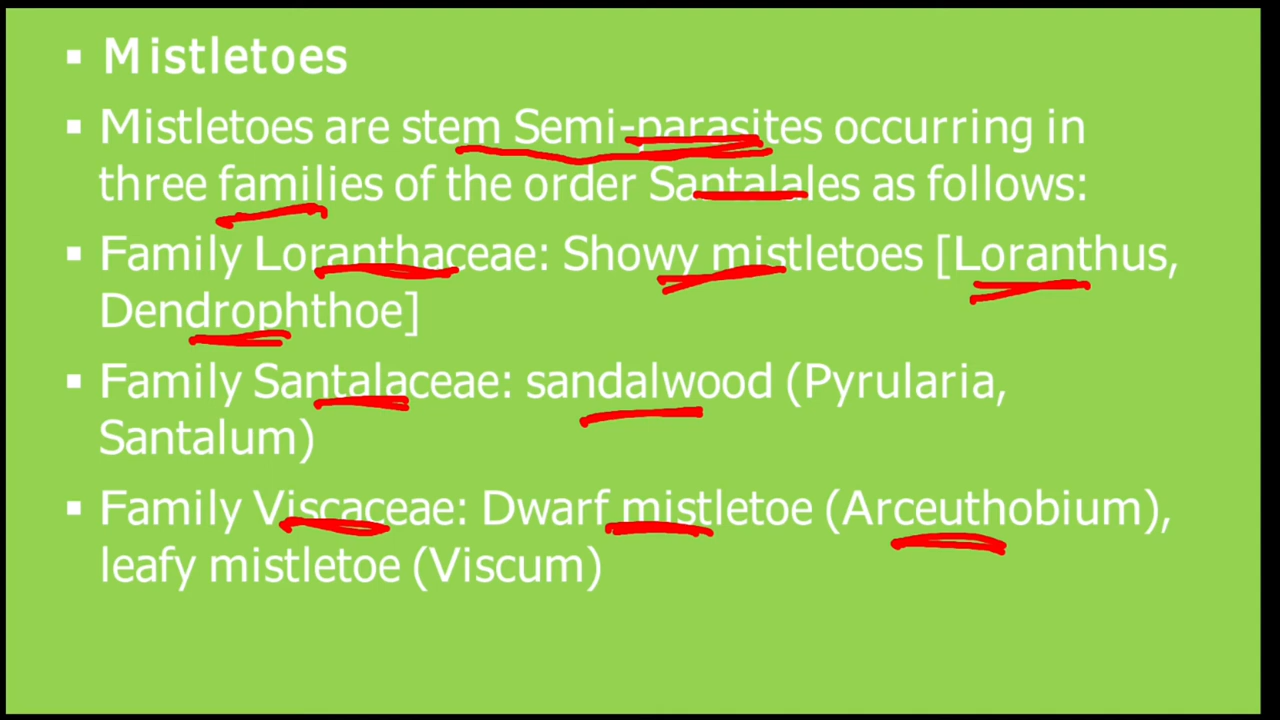 ▪ Mistletoes
▪ Mistletoes are stem Semi-parasites occurring in
three families of the order Santalales as follows:
▪ Family Loranthaceae: Showy mistletoes [Loranthus,
Dendrophthoe]
▪ Family Santalaceae: sandalwood (Pyrularia,
Santalum)
▪ Family Viscaceae: Dwarf mistletoe (Arceuthobium),
leafy mistletoe (Viscum)